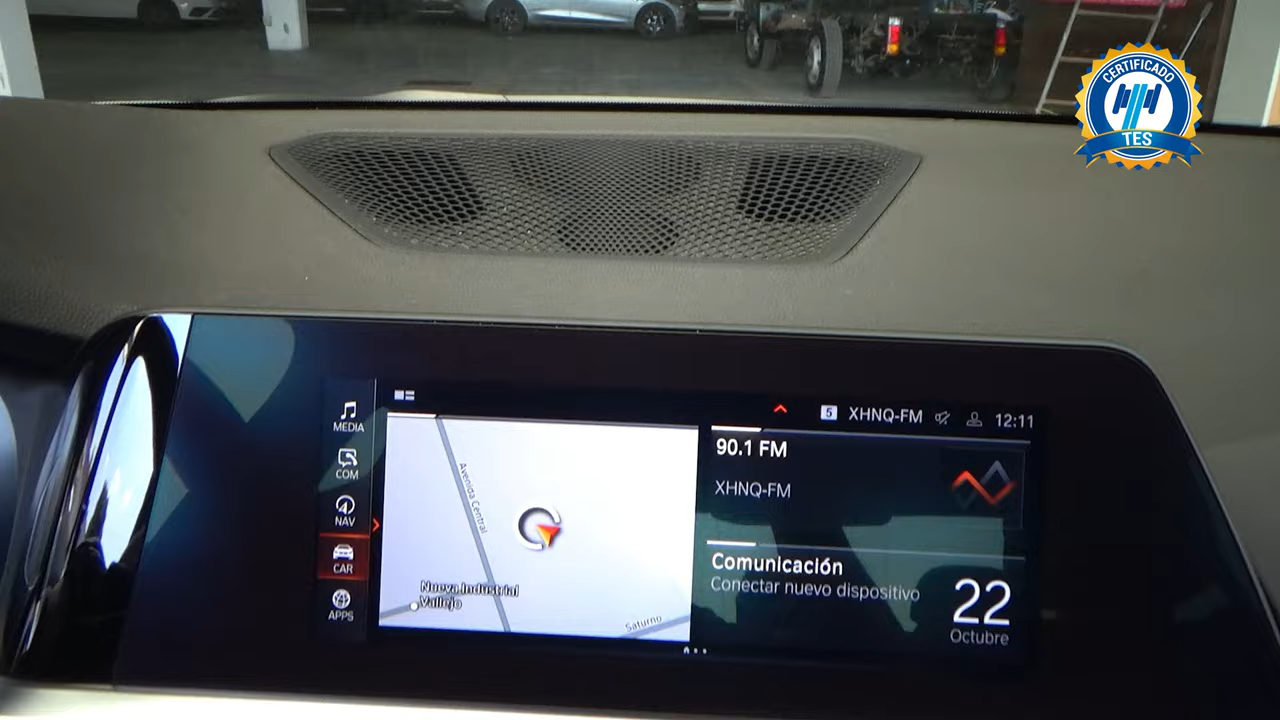 CERTIFICADO
TES
5 XHNQ-FM 12:11
MEDIA
COM
NAV
CAR
APPS
Avenida Central
Nueva Industrial
Vallejo
Saturno
90.1 FM
XHNQ-FM
Comunicación
Conectar nuevo dispositivo
22
Octubre